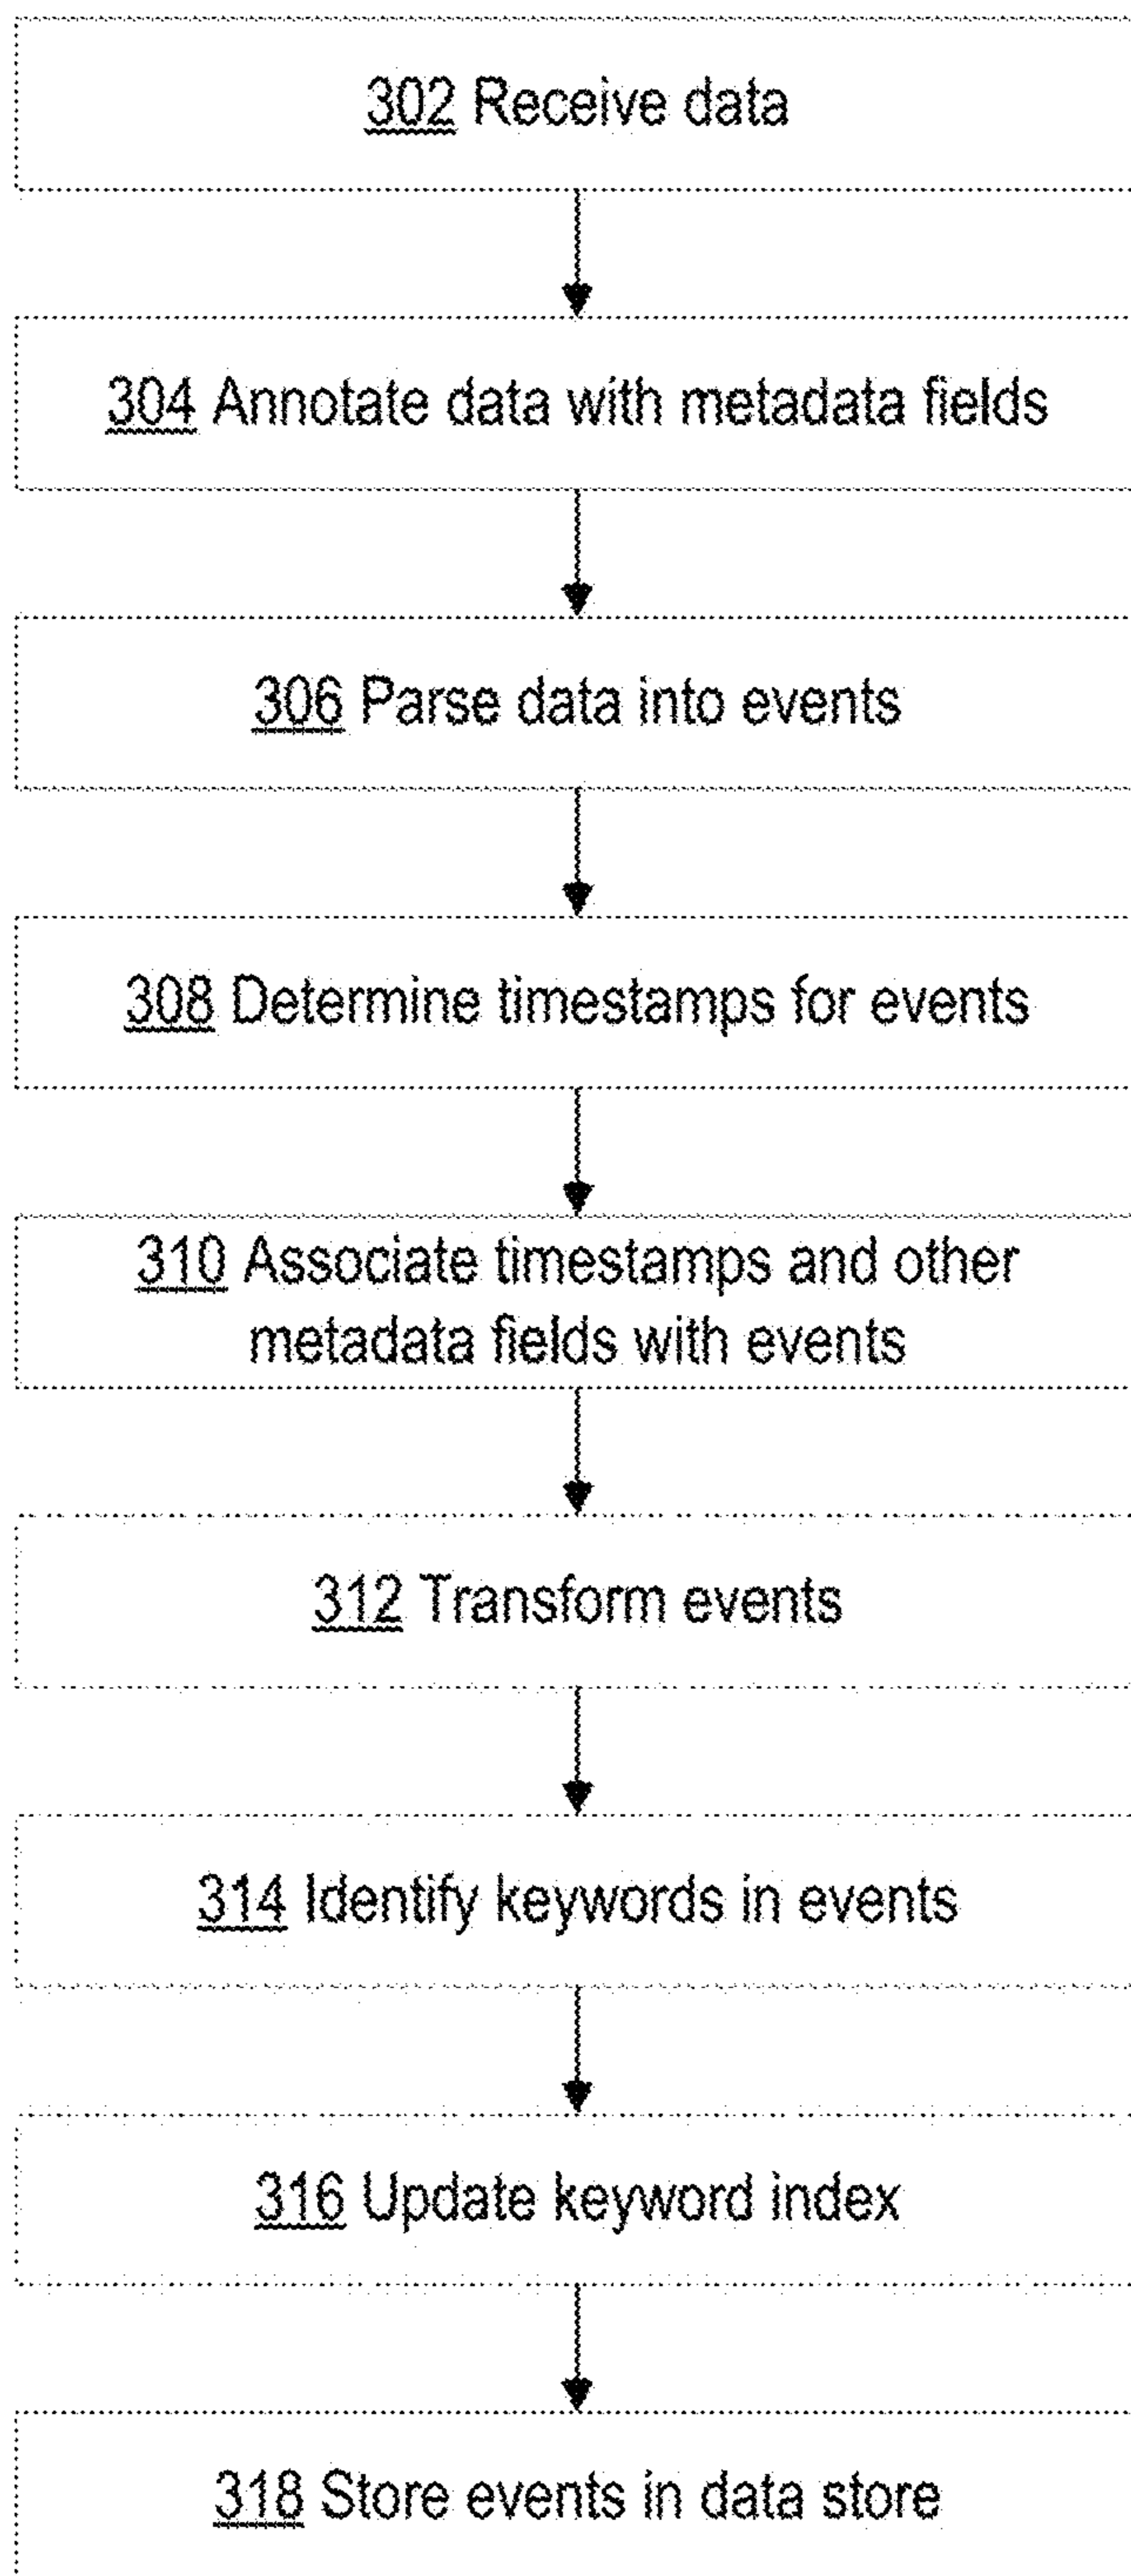 302 Receive data
304 Annotate data with metadata fields
306 Parse data into events
308 Determine timestamps for events
310 Associate timestamps and other
metadata fields with events
312 Transform events
314 Identify keywords in events
316 Update keyword index
318 Store events in data store